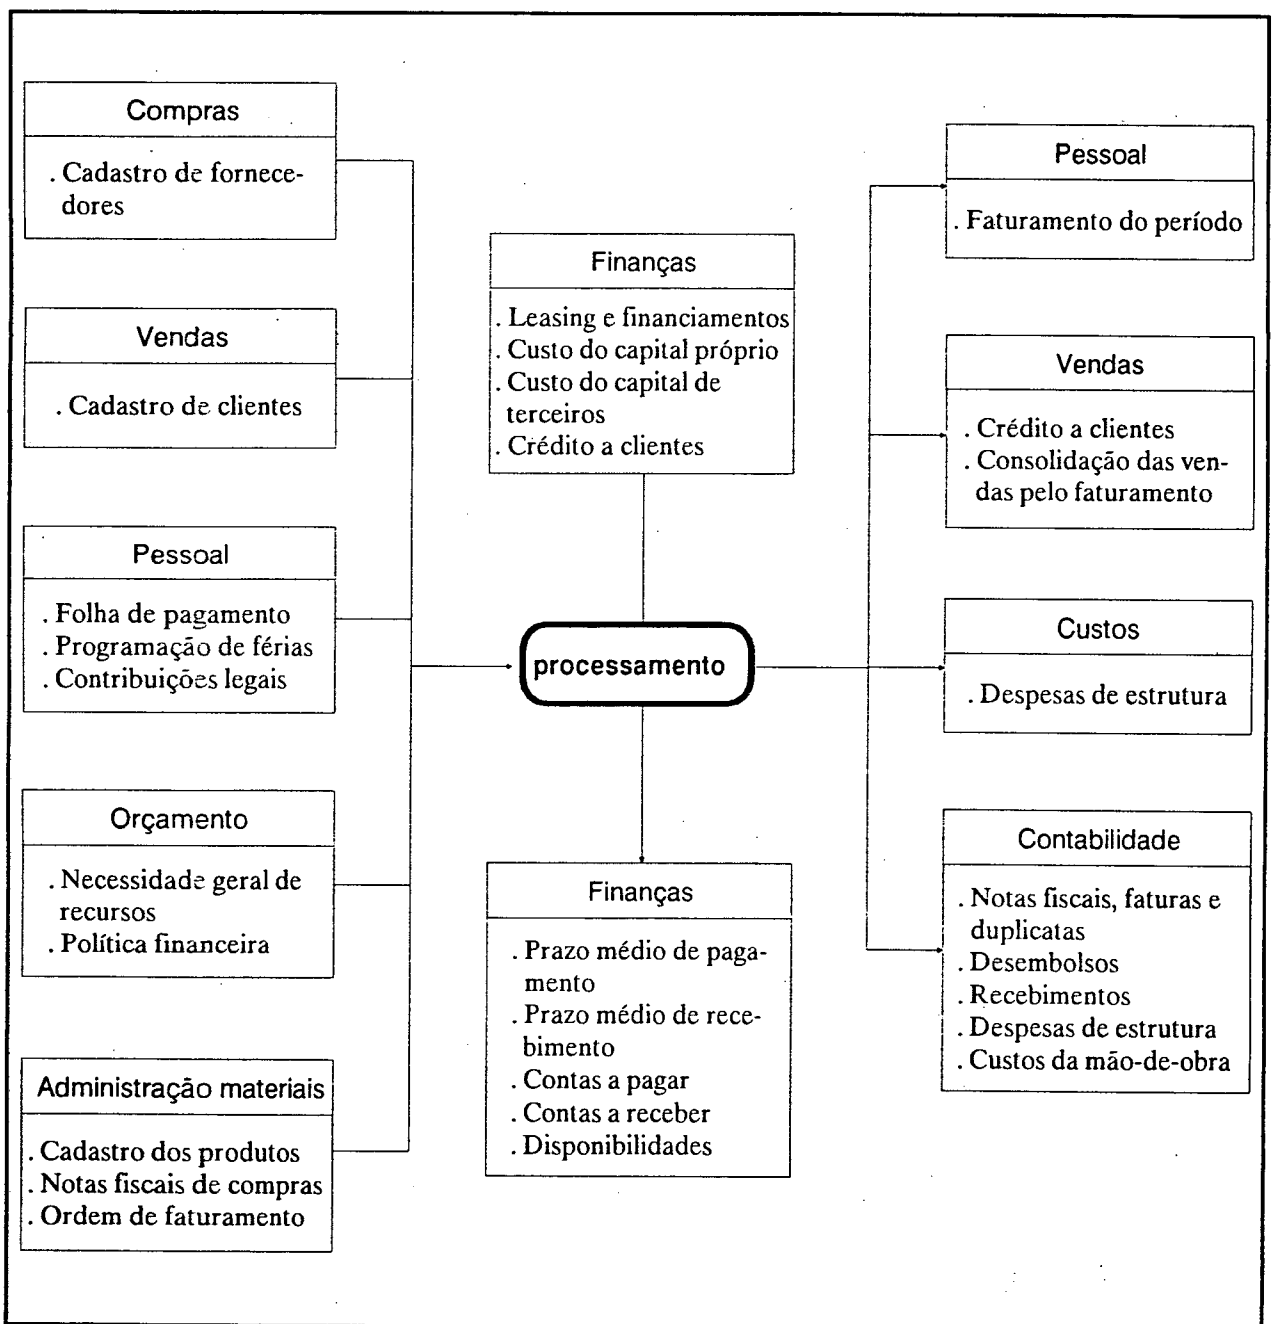 Compras
. Cadastro de fornece-
dores
Vendas
. Cadastro de clientes
Pessoal
. Folha de pagamento
. Programação de férias
. Contribuições legais
Orçamento
. Necessidade geral de
recursos
. Política financeira
Administração materiais
. Cadastro dos produtos
. Notas fiscais de compras
. Ordem de faturamento
Finanças
. Leasing e financiamentos
. Custo do capital próprio
. Custo do capital de
terceiros
. Crédito a clientes
processamento
Finanças
. Prazo médio de paga-
mento
. Prazo médio de rece-
bimento
. Contas a pagar
. Contas a receber
. Disponibilidades
Pessoal
. Faturamento do período
Vendas
. Crédito a clientes
. Consolidação das ven-
das pelo faturamento
Custos
. Despesas de estrutura
Contabilidade
. Notas fiscais, faturas e
duplicatas
. Desembolsos
. Recebimentos
. Despesas de estrutura
. Custos da mão-de-obra